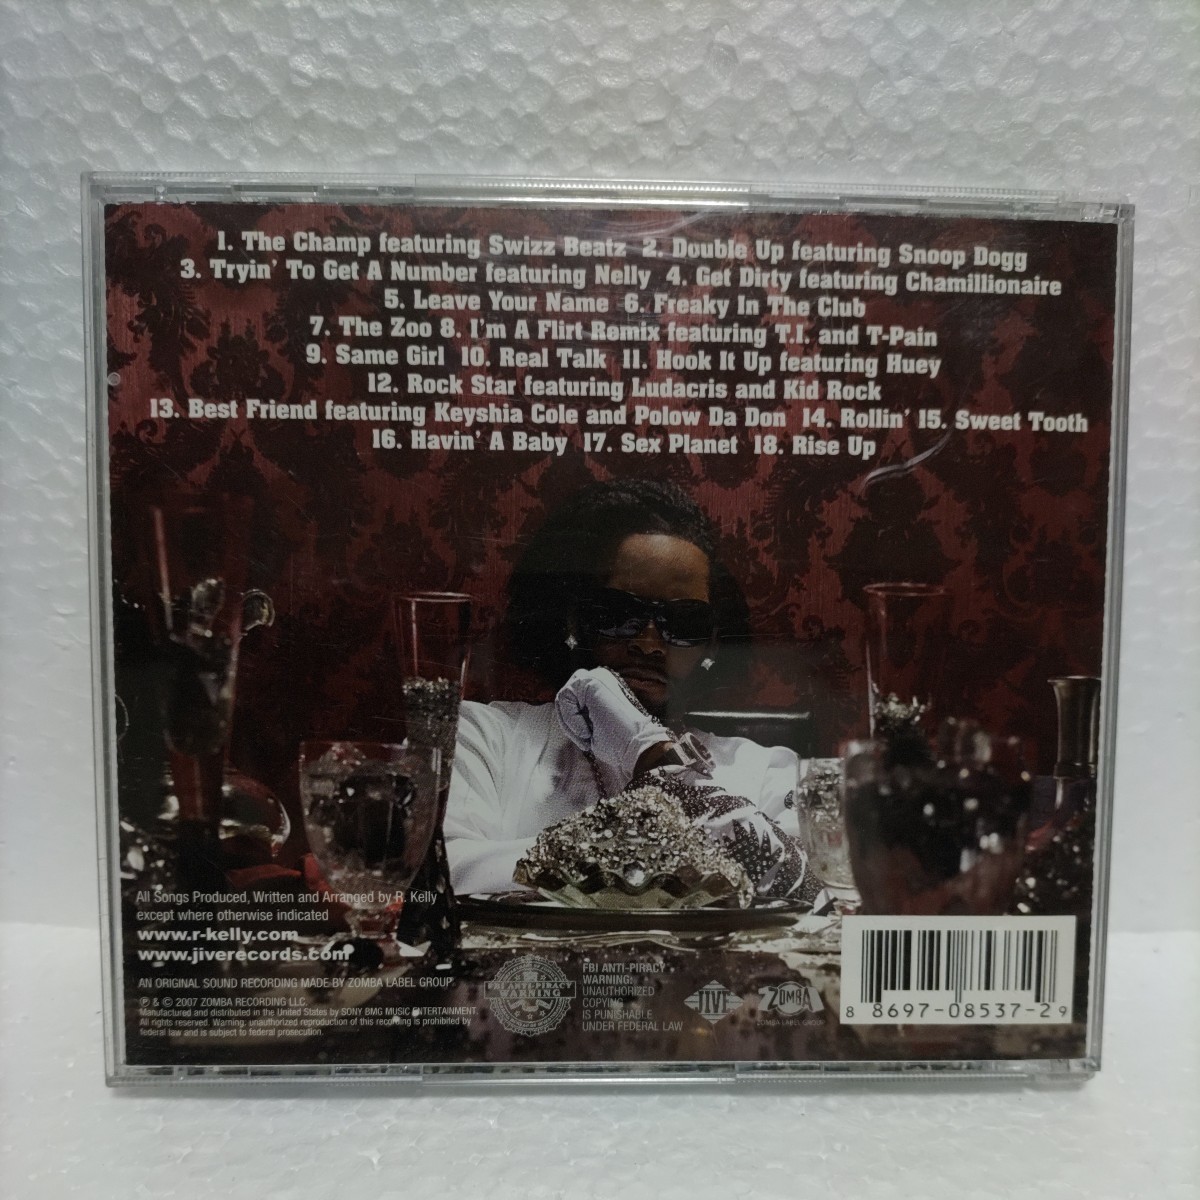 1. The Champ featuring Swizz Beatz 2. Double Up featuring Snoop Dogg
3. Tryin' To Get A Number featuring Nelly 4. Get Dirty featuring Chamillionaire
5. Leave Your Name 6. Freaky In The Club
7. The Zoo 8. I'm A Flirt Remix featuring T.I. and T-Pain
9. Same Girl 10. Real Talk 11. Hook It Up featuring Huey
12. Rock Star featuring Ludacris and Kid Rock
13. Best Friend featuring Keyshia Cole and Polow Da Don 14. Rollin' 15. Sweet Tooth
16. Havin' A Baby 17. Sex Planet 18. Rise Up
All Songs Produced, Written and Arranged by R. Kelly
except where otherwise indicated
www.r-kelly.com
www.jiverecords.com
AN ORIGINAL SOUND RECORDING MADE BY ZOMBA LABEL GROUP.
℗ & © 2007 ZOMBA RECORDING LLC.
Manufactured and distributed in the United States by SONY BMG MUSIC ENTERTAINMENT.
All rights reserved. Warning: unauthorized reproduction of this recording is prohibited by
federal law and is subject to federal prosecution.
FBI ANTI-PIRACY
WARNING
FBI ANTI-PIRACY
WARNING:
UNAUTHORIZED
COPYING
IS PUNISHABLE
UNDER FEDERAL LAW
JIVE
ZOMBA
ZOMBA LABEL GROUP
8 8697-08537-2 9